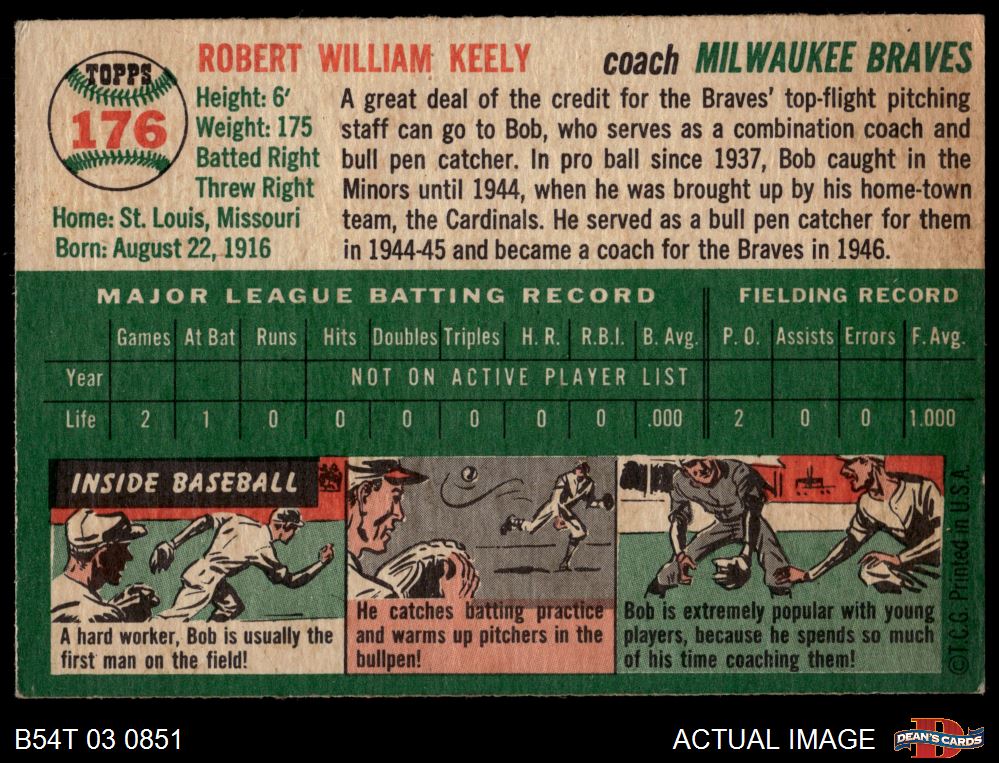 TOPPS
176
ROBERT WILLIAM KEELY
coach MILWAUKEE BRAVES
Height: 6'
Weight: 175
Batted Right
Threw Right
Home: St. Louis, Missouri
Born: August 22, 1916
A great deal of the credit for the Braves' top-flight pitching
staff can go to Bob, who serves as a combination coach and
bull pen catcher. In pro ball since 1937, Bob caught in the
Minors until 1944, when he was brought up by his home-town
team, the Cardinals. He served as a bull pen catcher for them
in 1944-45 and became a coach for the Braves in 1946.
MAJOR LEAGUE BATTING RECORD FIELDING RECORD
Games At Bat Runs Hits Doubles Triples H. R. R.B.I. B. Avg. P. O. Assists Errors F. Avg.
Year NOT ON ACTIVE PLAYER LIST
Life 2 1 0 0 0 0 0 0 .000 2 0 0 1.000
INSIDE BASEBALL
A hard worker, Bob is usually the
first man on the field!
He catches batting practice
and warms up pitchers in the
bullpen!
Bob is extremely popular with young
players, because he spends so much
of his time coaching them!
©T.C.G. Printed in U.S.A.
B54T 03 0851
ACTUAL IMAGE
DEAN'S CARDS